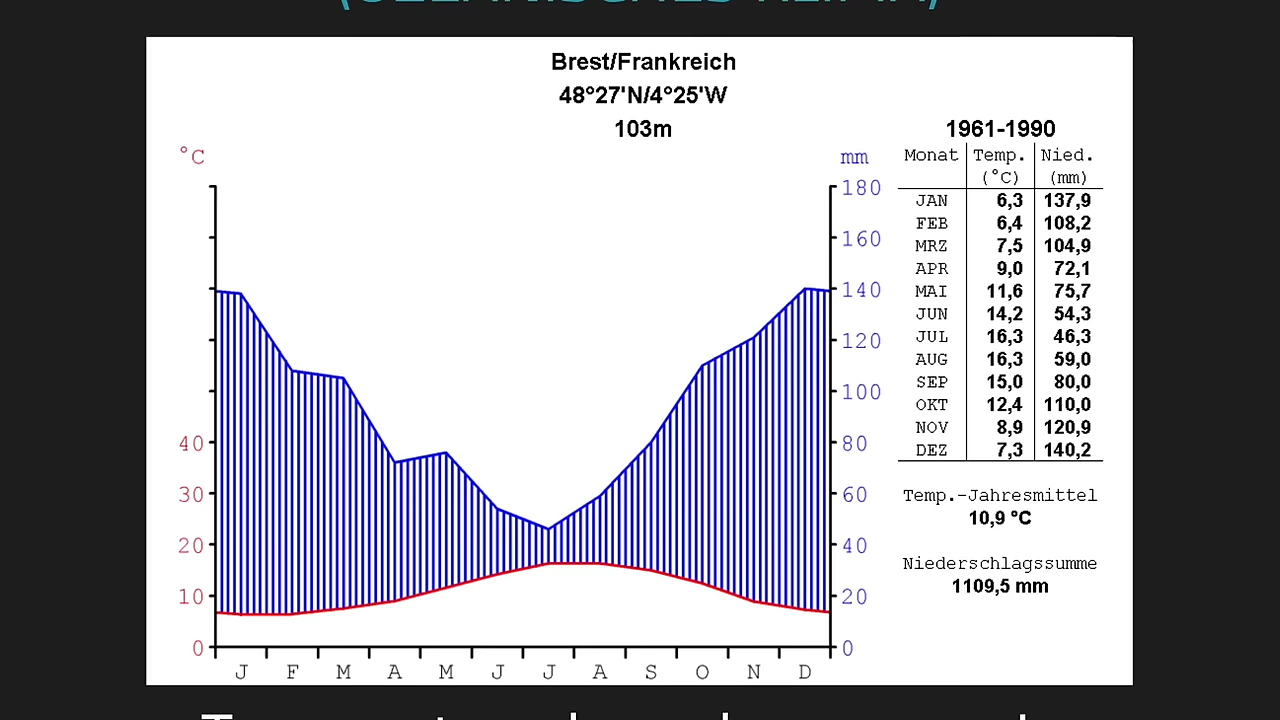 (OZEANISCHES KLIMA)
Brest/Frankreich
48°27'N/4°25'W
103m
1961-1990
°C
mm
Monat Temp. Nied.
(°C) (mm)
JAN 6,3 137,9
FEB 6,4 108,2
MRZ 7,5 104,9
APR 9,0 72,1
MAI 11,6 75,7
JUN 14,2 54,3
JUL 16,3 46,3
AUG 16,3 59,0
SEP 15,0 80,0
OKT 12,4 110,0
NOV 8,9 120,9
DEZ 7,3 140,2
Temp.-Jahresmittel
10,9 °C
Niederschlagssumme
1109,5 mm
180
160
140
120
100
40 80
30 60
20 40
10 20
0 0
J F M A M J J A S O N D